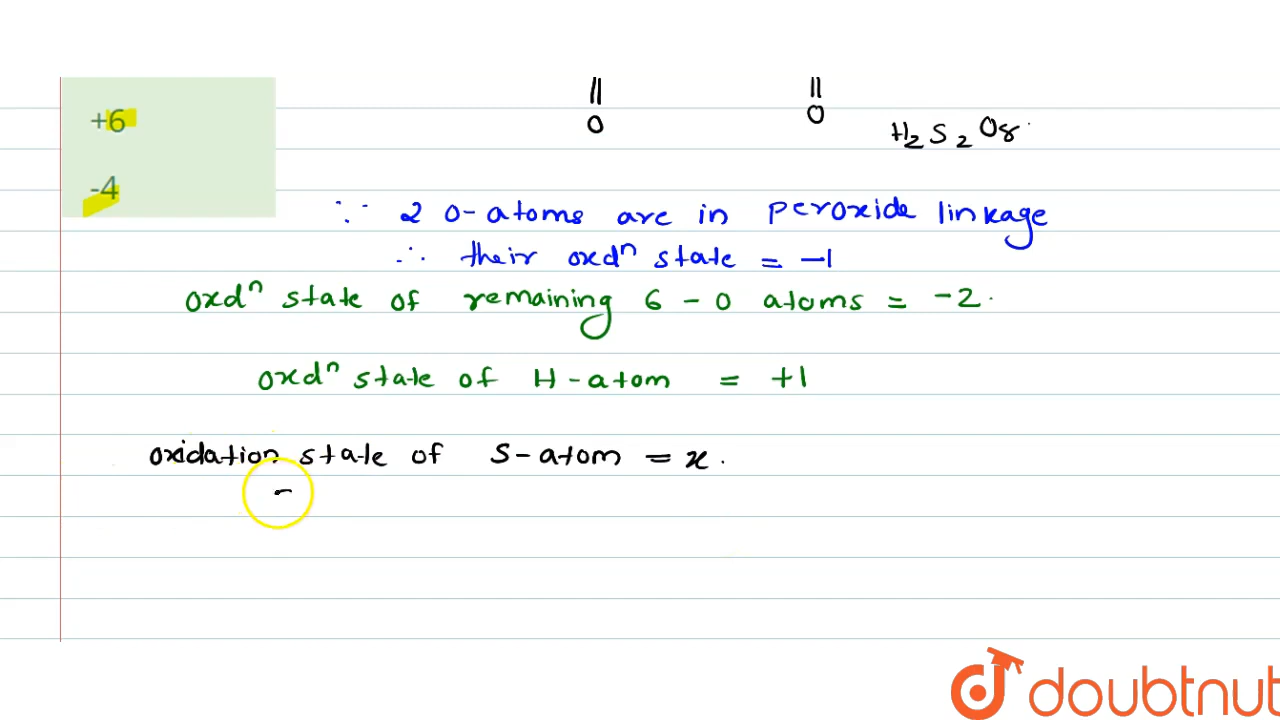 +6
-4
O O
H2S2O8
∵ 2 O-atoms are in peroxide linkage
∴ their oxdⁿ state = -1
oxdⁿ state of remaining 6-O atoms = -2.
oxdⁿ state of H-atom = +1
oxidation state of S-atom = x.
doubtnut